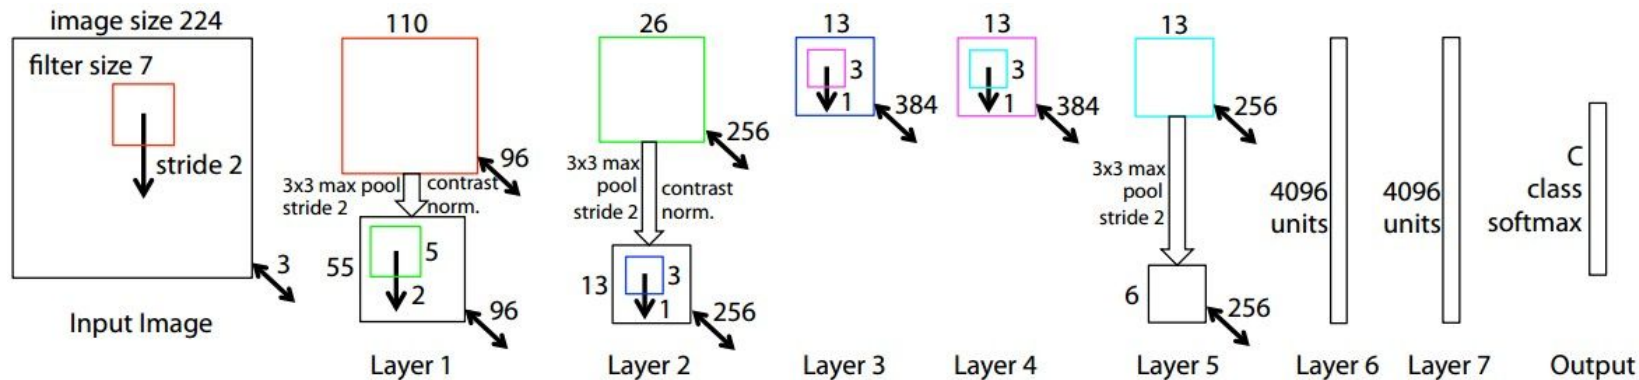 image size 224
filter size 7
stride 2
3
Input Image
110
96
3x3 max pool
stride 2
contrast
norm.
55
5
2
96
Layer 1
26
256
3x3 max
pool
stride 2
contrast
norm.
13
3
1
256
Layer 2
13
3
1
384
Layer 3
13
3
1
384
Layer 4
13
256
3x3 max
pool
stride 2
6
256
Layer 5
4096
units
Layer 6
4096
units
Layer 7
C
class
softmax
Output